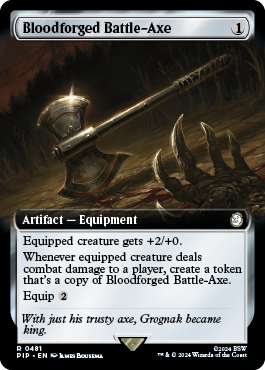 Bloodforged Battle-Axe 1
Artifact — Equipment
Equipped creature gets +2/+0.
Whenever equipped creature deals
combat damage to a player, create a token
that's a copy of Bloodforged Battle-Axe.
Equip 2
With just his trusty axe, Grognak became
king.
R 0481 ©2024 BSW
PIP • EN James Bousema ™ & © 2024 Wizards of the Coast